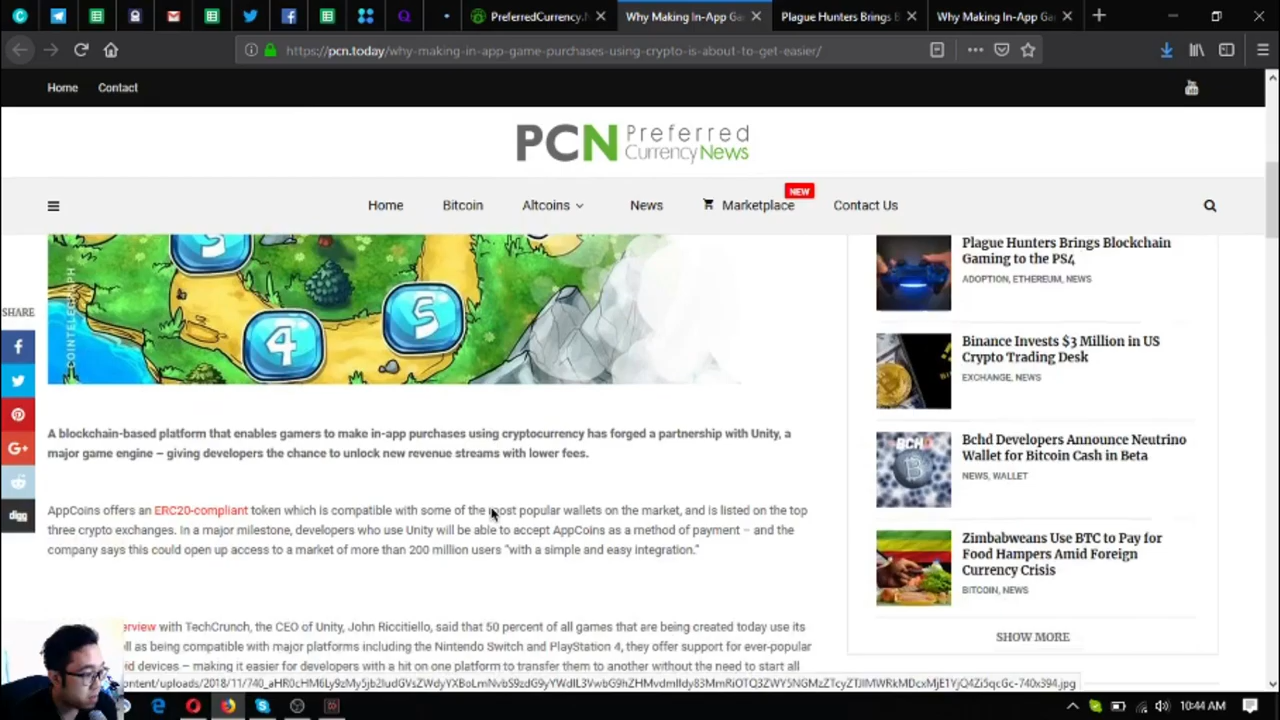 PreferredCurrency.
Why Making In-App Ga
Plague Hunters Brings B
Why Making In-App Ga
https://pcn.today/why-making-in-app-game-purchases-using-crypto-is-about-to-get-easier/
Home Contact
PCN Preferred
CurrencyNews
Home Bitcoin Altcoins News Marketplace NEW Contact Us
SHARE
digg
COINTELEGRAPH
3
4
5
A blockchain-based platform that enables gamers to make in-app purchases using cryptocurrency has forged a partnership with Unity, a
major game engine – giving developers the chance to unlock new revenue streams with lower fees.
AppCoins offers an ERC20-compliant token which is compatible with some of the most popular wallets on the market, and is listed on the top
three crypto exchanges. In a major milestone, developers who use Unity will be able to accept AppCoins as a method of payment – and the
company says this could open up access to a market of more than 200 million users "with a simple and easy integration."
erview with TechCrunch, the CEO of Unity, John Riccitiello, said that 50 percent of all games that are being created today use its
ll as being compatible with major platforms including the Nintendo Switch and PlayStation 4, they offer support for ever-popular
id devices – making it easier for developers with a hit on one platform to transfer them to another without the need to start all
Plague Hunters Brings Blockchain
Gaming to the PS4
ADOPTION, ETHEREUM, NEWS
Binance Invests $3 Million in US
Crypto Trading Desk
EXCHANGE, NEWS
BCHD
Bchd Developers Announce Neutrino
Wallet for Bitcoin Cash in Beta
NEWS, WALLET
Zimbabweans Use BTC to Pay for
Food Hampers Amid Foreign
Currency Crisis
BITCOIN, NEWS
SHOW MORE
10:44 AM